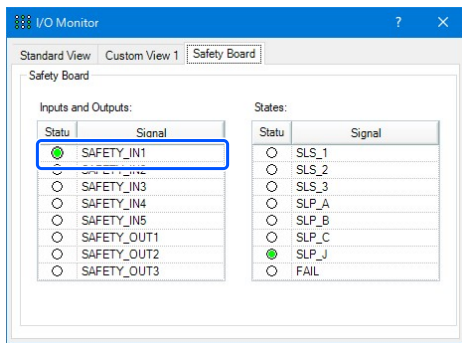 I/O Monitor ? ×
Standard View Custom View 1 Safety Board
Safety Board
Inputs and Outputs: States:
Statu Signal Statu Signal
SAFETY_IN1 SLS_1
SAFETY_IN2 SLS_2
SAFETY_IN3 SLS_3
SAFETY_IN4 SLP_A
SAFETY_IN5 SLP_B
SAFETY_OUT1 SLP_C
SAFETY_OUT2 SLP_J
SAFETY_OUT3 FAIL